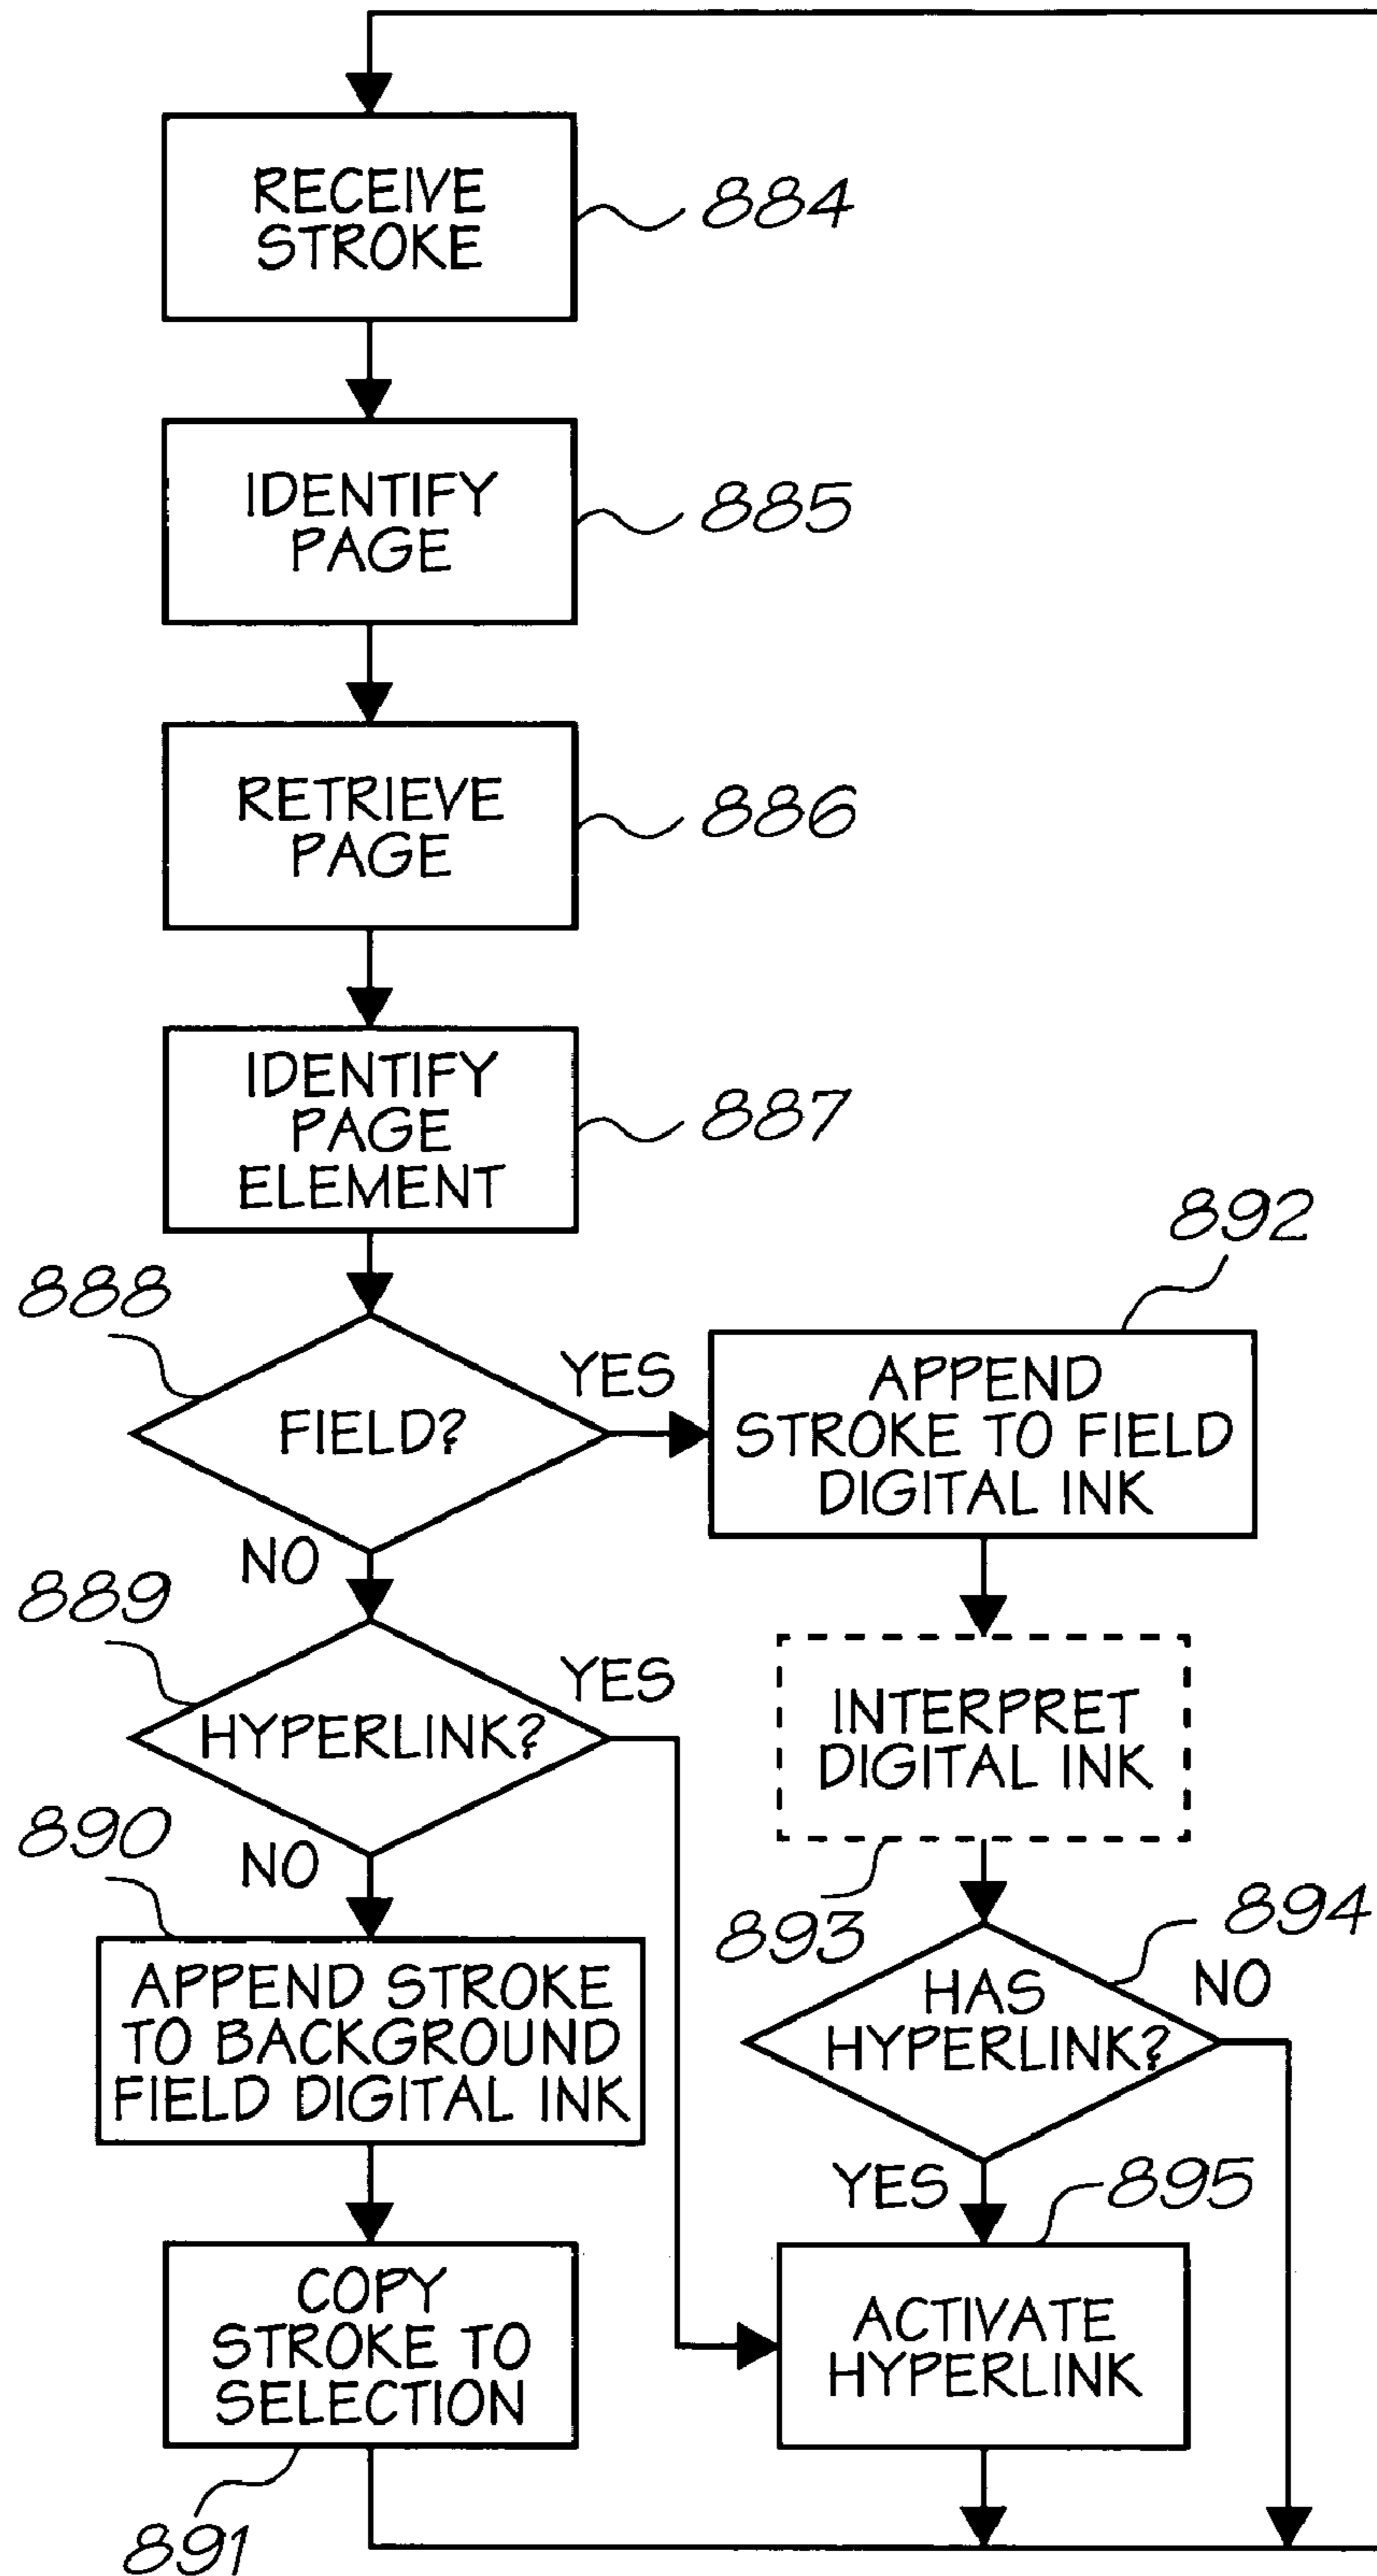 RECEIVE
STROKE
884
IDENTIFY
PAGE
885
RETRIEVE
PAGE
886
IDENTIFY
PAGE
ELEMENT
887
888
FIELD?
YES
NO
892
APPEND
STROKE TO FIELD
DIGITAL INK
889
HYPERLINK?
YES
NO
INTERPRET
DIGITAL INK
893
890
APPEND STROKE
TO BACKGROUND
FIELD DIGITAL INK
894
HAS
HYPERLINK?
NO
YES
895
COPY
STROKE TO
SELECTION
891
ACTIVATE
HYPERLINK